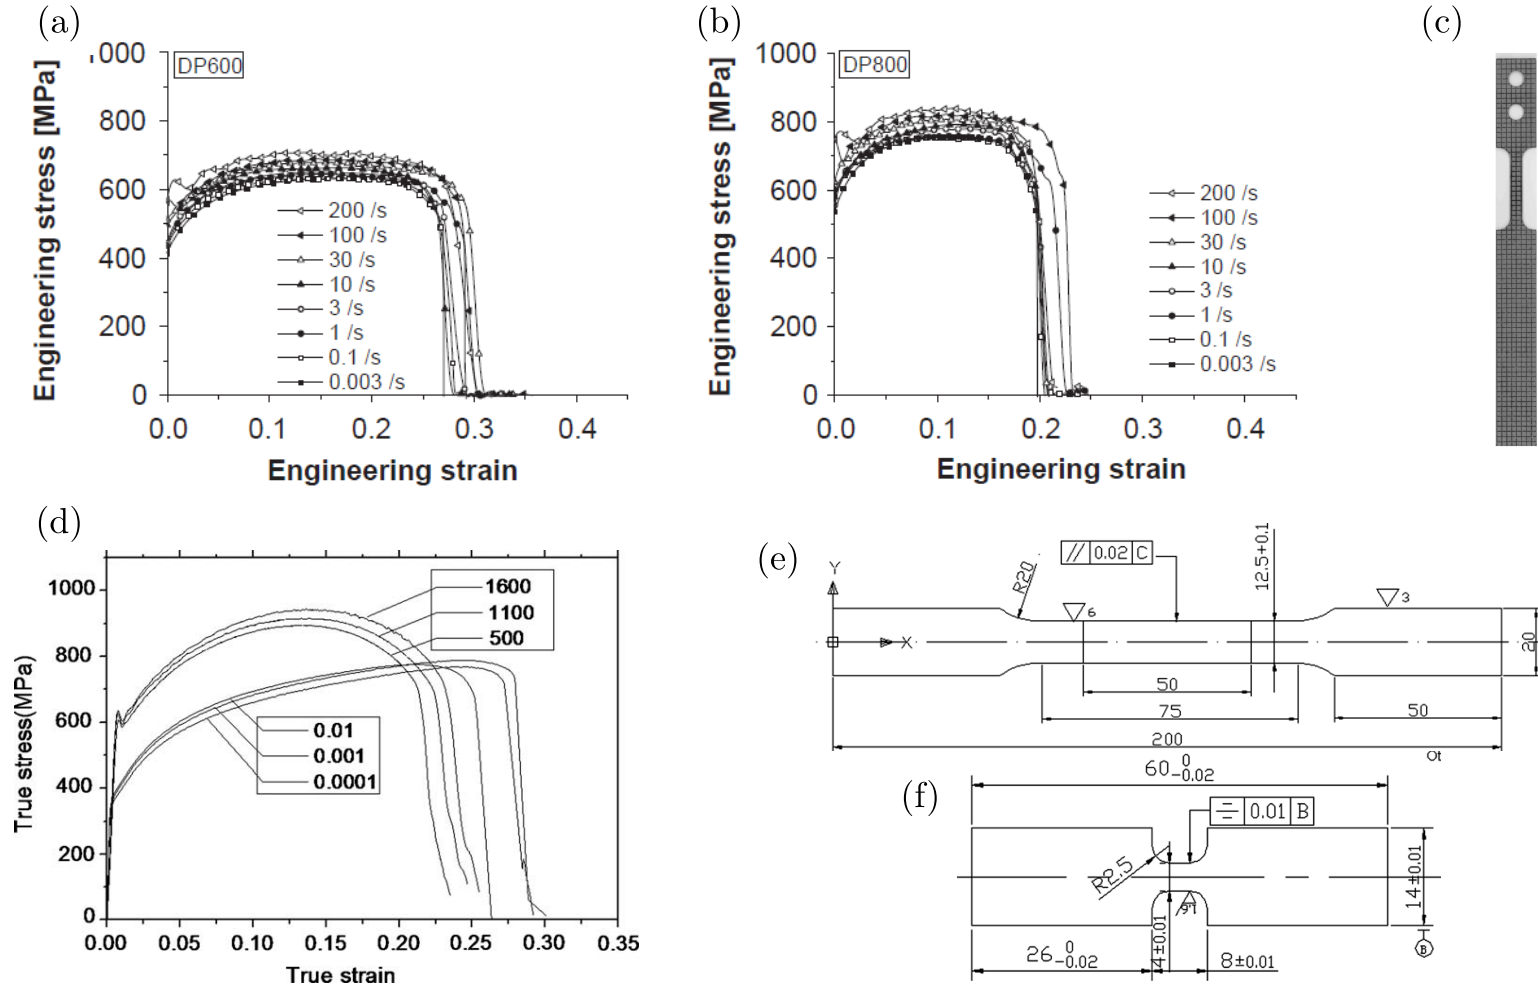 (a)
(b)
(c)
DP600
Engineering stress [MPa]
000
800
600
400
200
0
200 /s
100 /s
30 /s
10 /s
3 /s
1 /s
0.1 /s
0.003 /s
0.0 0.1 0.2 0.3 0.4
Engineering strain
DP800
Engineering stress [MPa]
1000
800
600
400
200
0
200 /s
100 /s
30 /s
10 /s
3 /s
1 /s
0.1 /s
0.003 /s
0.0 0.1 0.2 0.3 0.4
Engineering strain
(d)
True stress(MPa)
1000
800
600
400
200
0
1600
1100
500
0.01
0.001
0.0001
0.00 0.05 0.10 0.15 0.20 0.25 0.30 0.35
True strain
(e)
Y
X
R20
// 0.02 C
12.5+0.1
6
3
20
50
75
50
200
Ot
(f)
60 0 -0.02
0.01 B
R2.5
1.6
14±0.01
B
26 0 -0.02
4±0.01
8±0.01